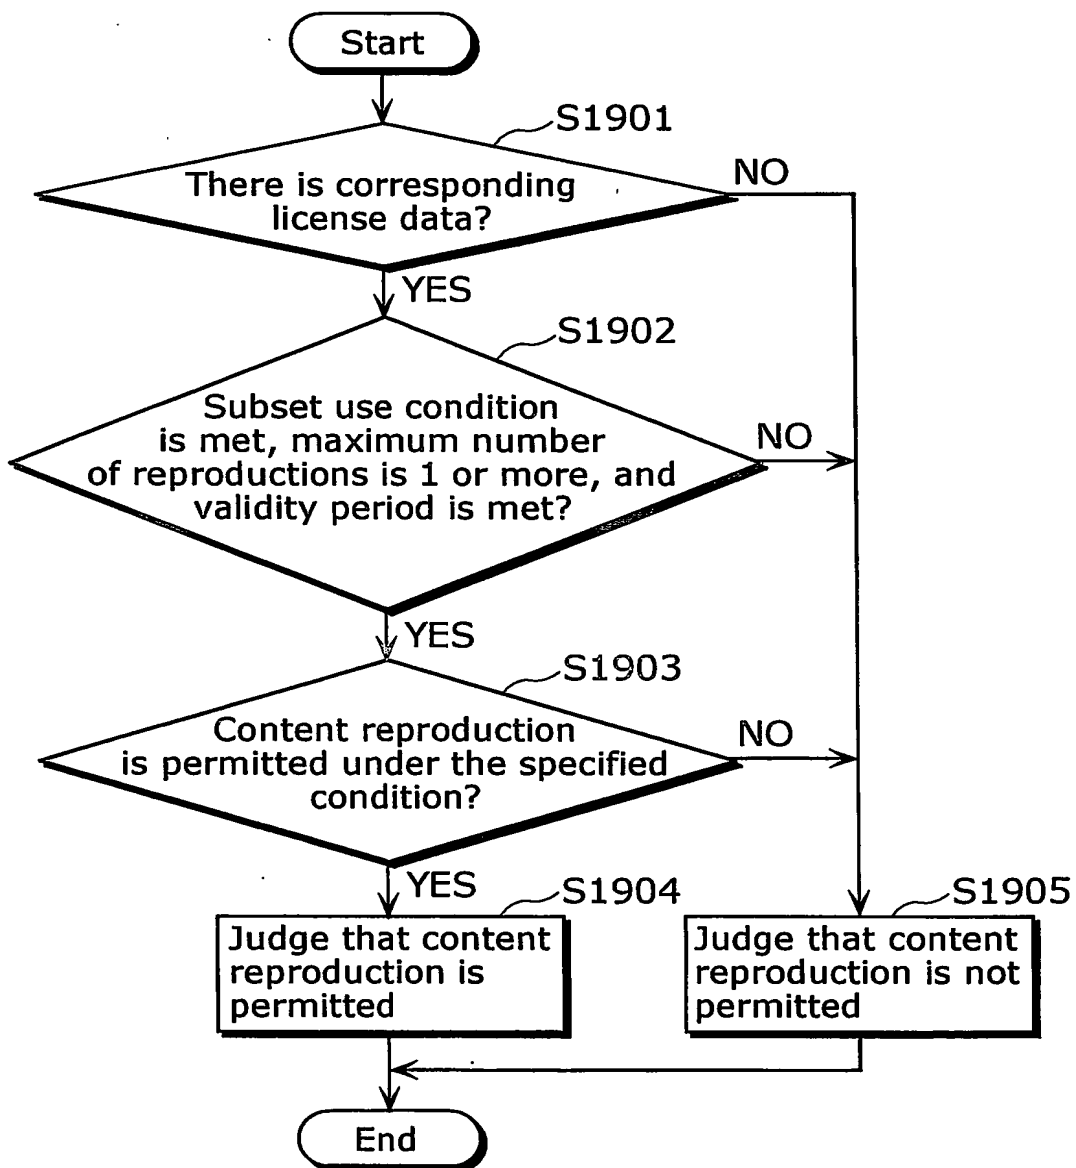 Start
S1901
There is corresponding
license data?
NO
YES
S1902
Subset use condition
is met, maximum number
of reproductions is 1 or more, and
validity period is met?
NO
YES
S1903
Content reproduction
is permitted under the specified
condition?
NO
YES
S1904
Judge that content
reproduction is
permitted
S1905
Judge that content
reproduction is not
permitted
End